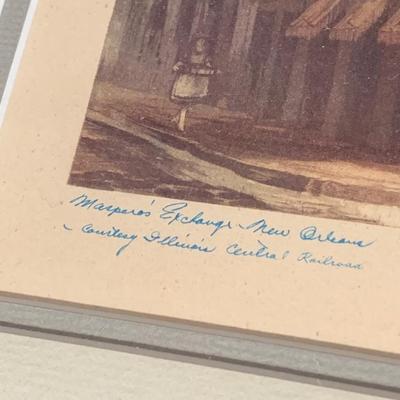 Maspero's Exchange - New Orleans
- Courtesy Illinois Central Railroad